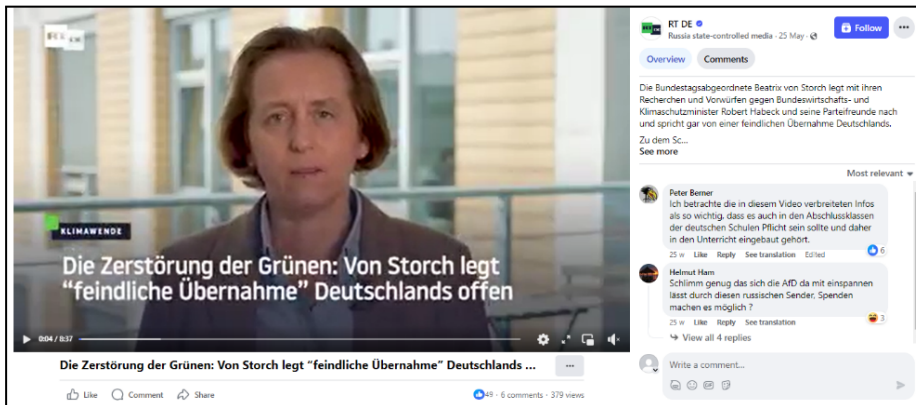 RT DE
Follow
Russia state-controlled media · 25 May ·
Overview
Comments
Die Bundestagsabgeordnete Beatrix von Storch legt mit ihren
Recherchen und Vorwürfen gegen Bundeswirtschafts- und
Klimaschutzminister Robert Habeck und seine Parteifreunde nach
und spricht gar von einer feindlichen Übernahme Deutschlands.
Zu dem Sc...
See more
Most relevant
Peter Berner
Ich betrachte die in diesem Video verbreiteten Infos
als so wichtig, dass es auch in den Abschlussklassen
der deutschen Schulen Pflicht sein sollte und daher
in den Unterricht eingebaut gehört.
6
25 w Like Reply See translation Edited
Helmut Ham
Schlimm genug das sich die AfD da mit einspannen
lässt durch diesen russischen Sender, Spenden
machen es möglich ?
3
25 w Like Reply See translation
View all 4 replies
Write a comment...
KLIMAWENDE
Die Zerstörung der Grünen: Von Storch legt
“feindliche Übernahme” Deutschlands offen
0:04 / 8:37
Die Zerstörung der Grünen: Von Storch legt “feindliche Übernahme” Deutschlands ...
Like Comment Share
49 · 6 comments · 379 views